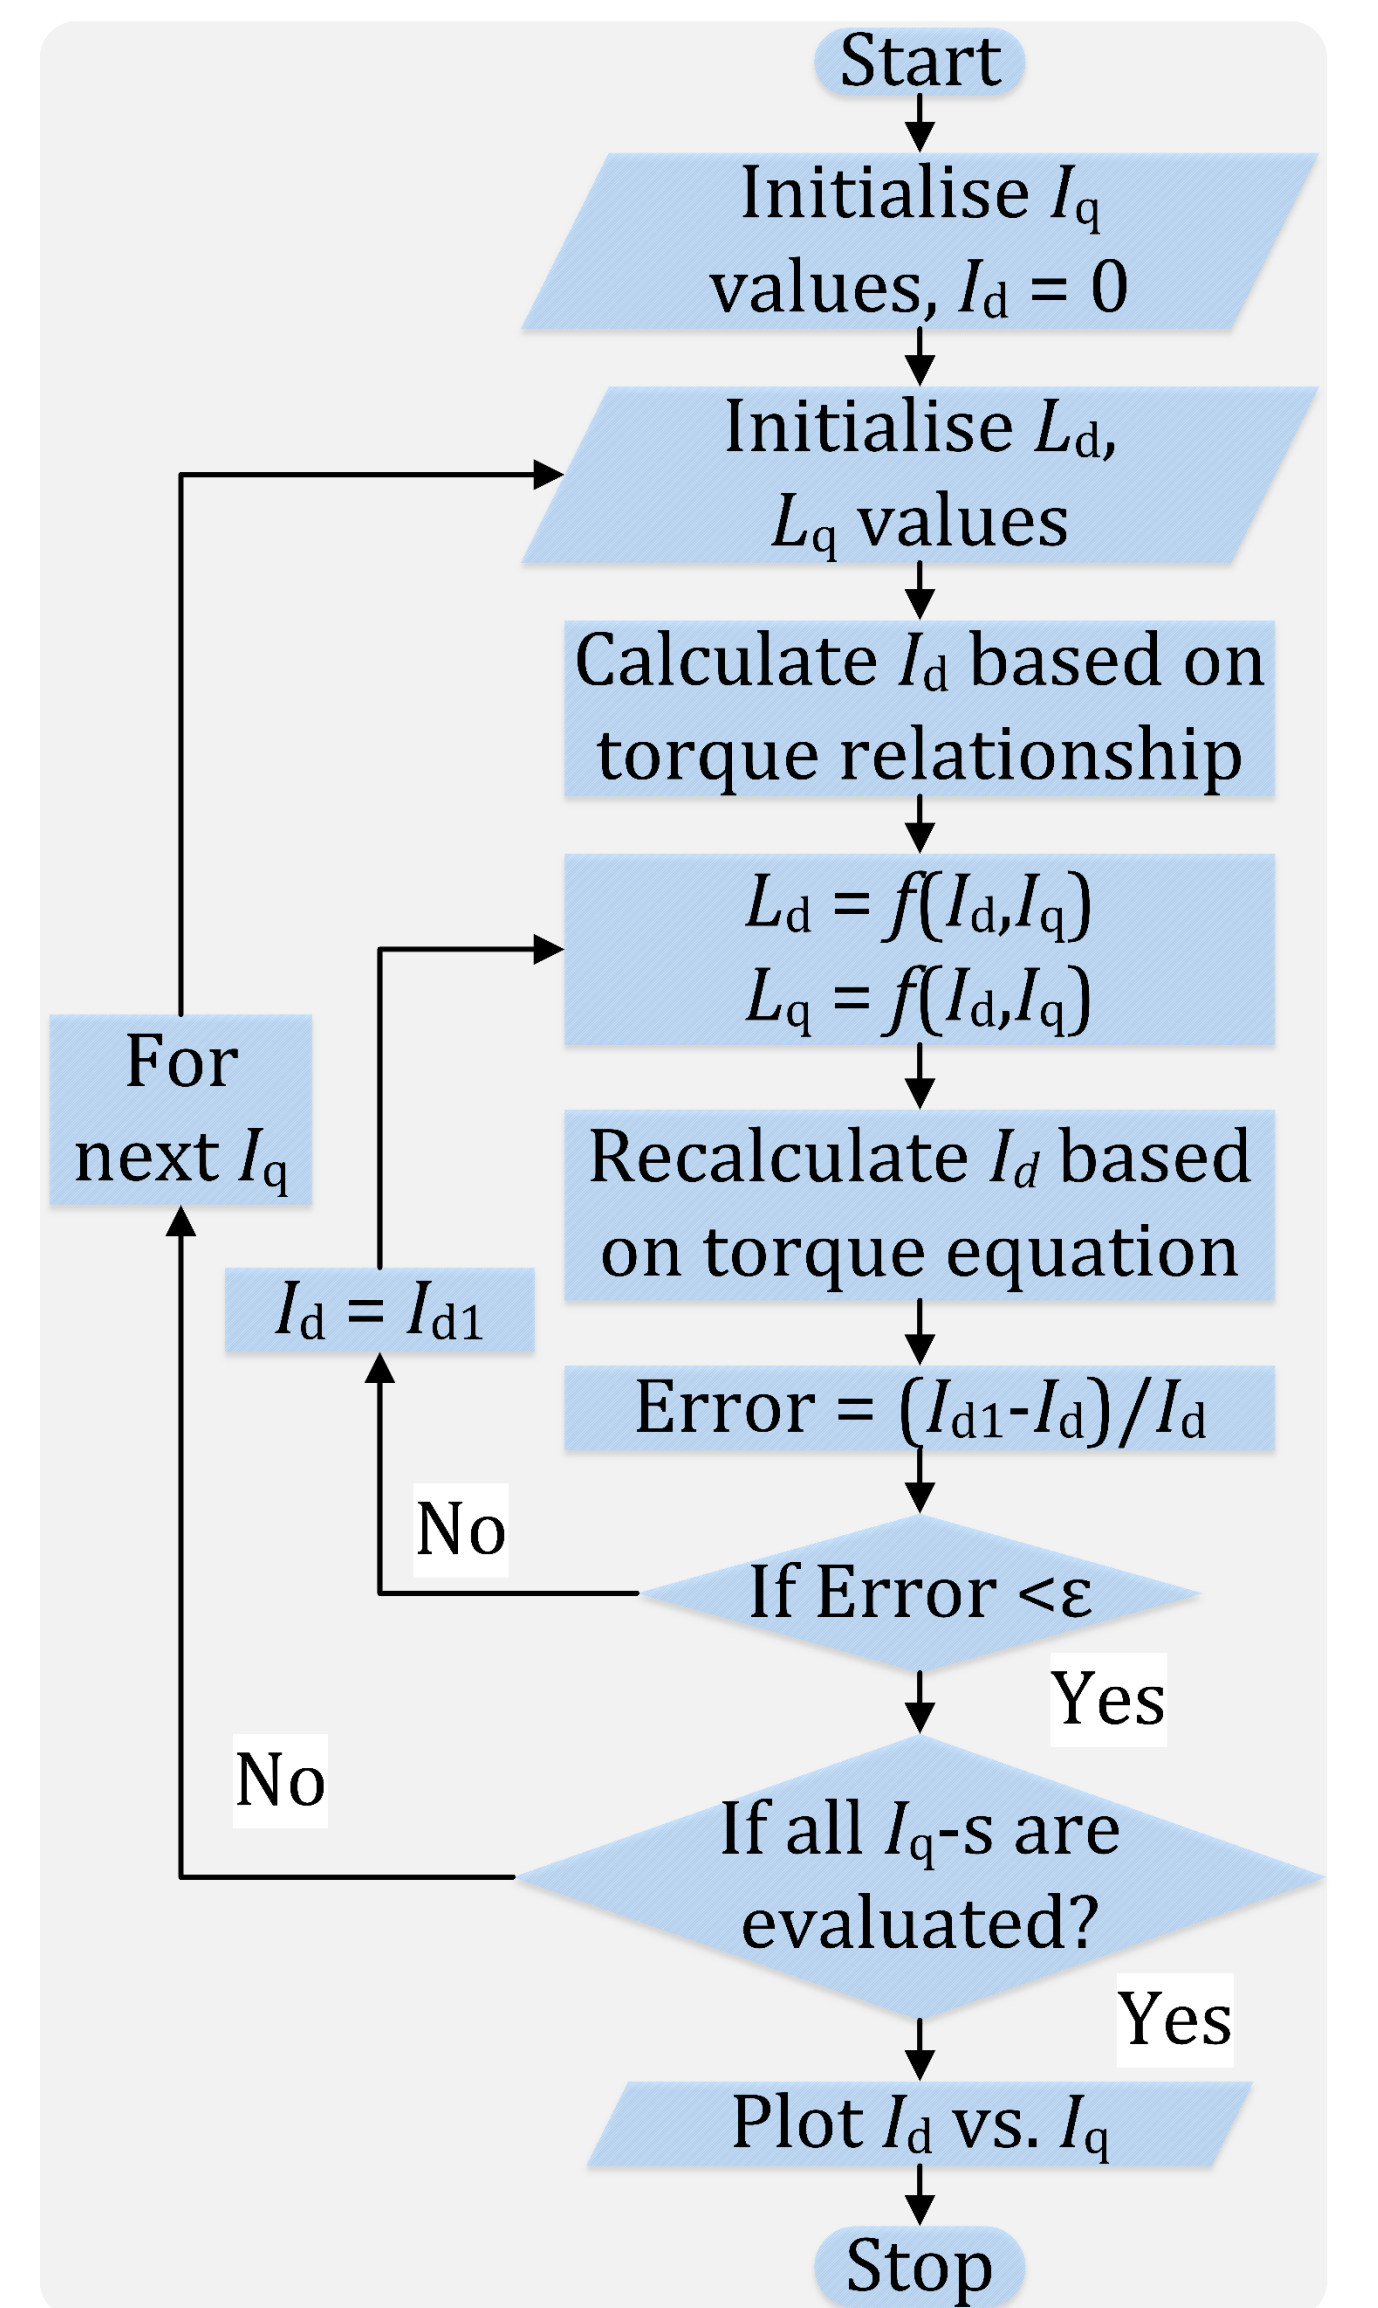 Start
Initialise Iq
values, Id = 0
Initialise Ld,
Lq values
Calculate Id based on
torque relationship
Ld = f(Id,Iq)
Lq = f(Id,Iq)
For
next Iq
Recalculate Id based
on torque equation
Id = Id1
Error = (Id1-Id)/Id
No
If Error <ε
Yes
No
If all Iq-s are
evaluated?
Yes
Plot Id vs. Iq
Stop